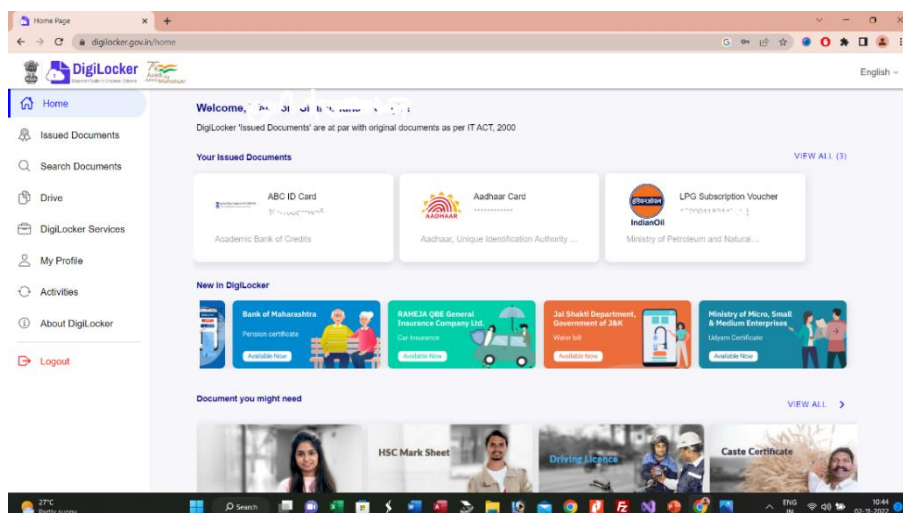 Home Page
digilocker.gov.in/home
DigiLocker
English
Home
Issued Documents
Search Documents
Drive
DigiLocker Services
My Profile
Activities
About DigiLocker
Logout
Welcome,
DigiLocker 'Issued Documents' are at par with original documents as per IT ACT, 2000
Your Issued Documents
VIEW ALL (3)
ABC ID Card
Academic Bank of Credits
AADHAAR
Aadhaar Card
Aadhaar, Unique Identification Authority ...
IndianOil
LPG Subscription Voucher
Ministry of Petroleum and Natural...
New in DigiLocker
Bank of Maharashtra
Pension certificate
Available Now
RAHEJA QBE General
Insurance Company Ltd.
Car Insurance
Available Now
Jal Shakti Department,
Government of J&K
Water bill
Available Now
Ministry of Micro, Small
& Medium Enterprises
Udyam Certificate
Available Now
Document you might need
VIEW ALL
HSC Mark Sheet
Driving Licence
Caste Certificate
27°C
Partly sunny
Search
ENG
IN
10:44
02-11-2022